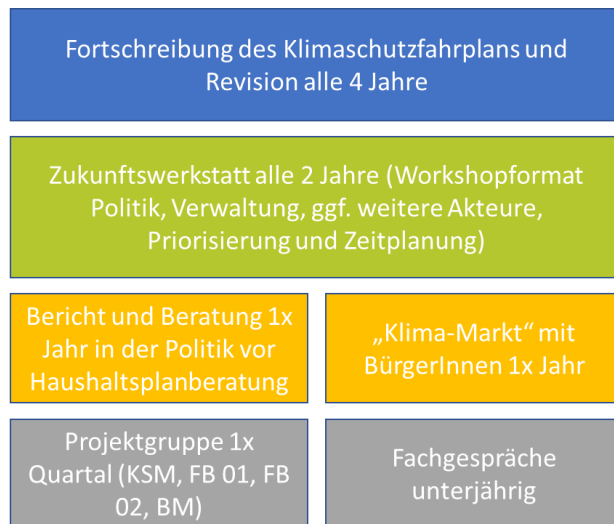 Fortschreibung des Klimaschutzfahrplans und
Revision alle 4 Jahre
Zukunftswerkstatt alle 2 Jahre (Workshopformat
Politik, Verwaltung, ggf. weitere Akteure,
Priorisierung und Zeitplanung)
Bericht und Beratung 1x
Jahr in der Politik vor
Haushaltsplanberatung
„Klima-Markt“ mit
BürgerInnen 1x Jahr
Projektgruppe 1x
Quartal (KSM, FB 01, FB
02, BM)
Fachgespräche
unterjährig